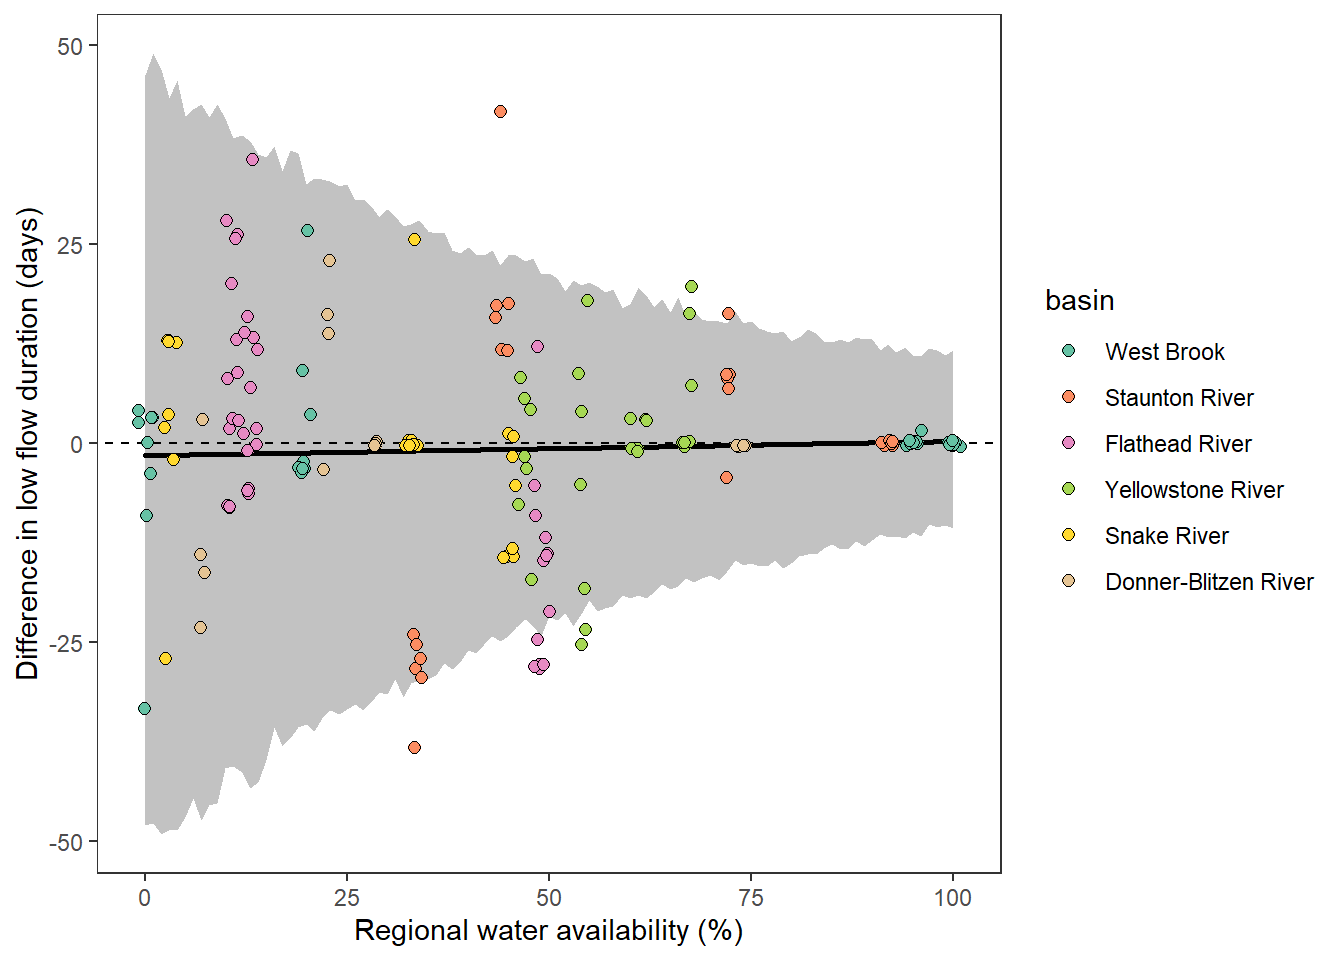 Difference in low flow duration (days)
50
25
0
-25
-50
0 25 50 75 100
Regional water availability (%)
basin
West Brook
Staunton River
Flathead River
Yellowstone River
Snake River
Donner-Blitzen River